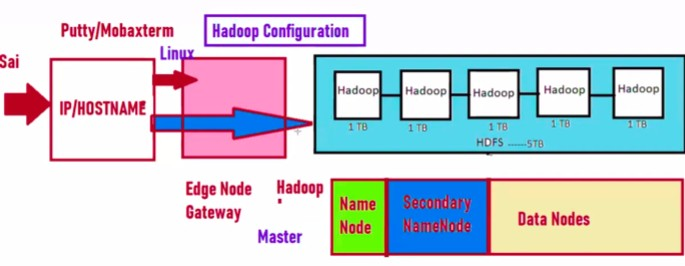 Putty/Mobaxterm
Hadoop Configuration
Sai
Linux
IP/HOSTNAME
Hadoop
Hadoop
Hadoop
Hadoop
Hadoop
1 TB
1 TB
1 TB
1 TB
1 TB
HDFS ------5TB
Edge Node
Gateway
Hadoop
Master
Name
Node
Secondary
NameNode
Data Nodes